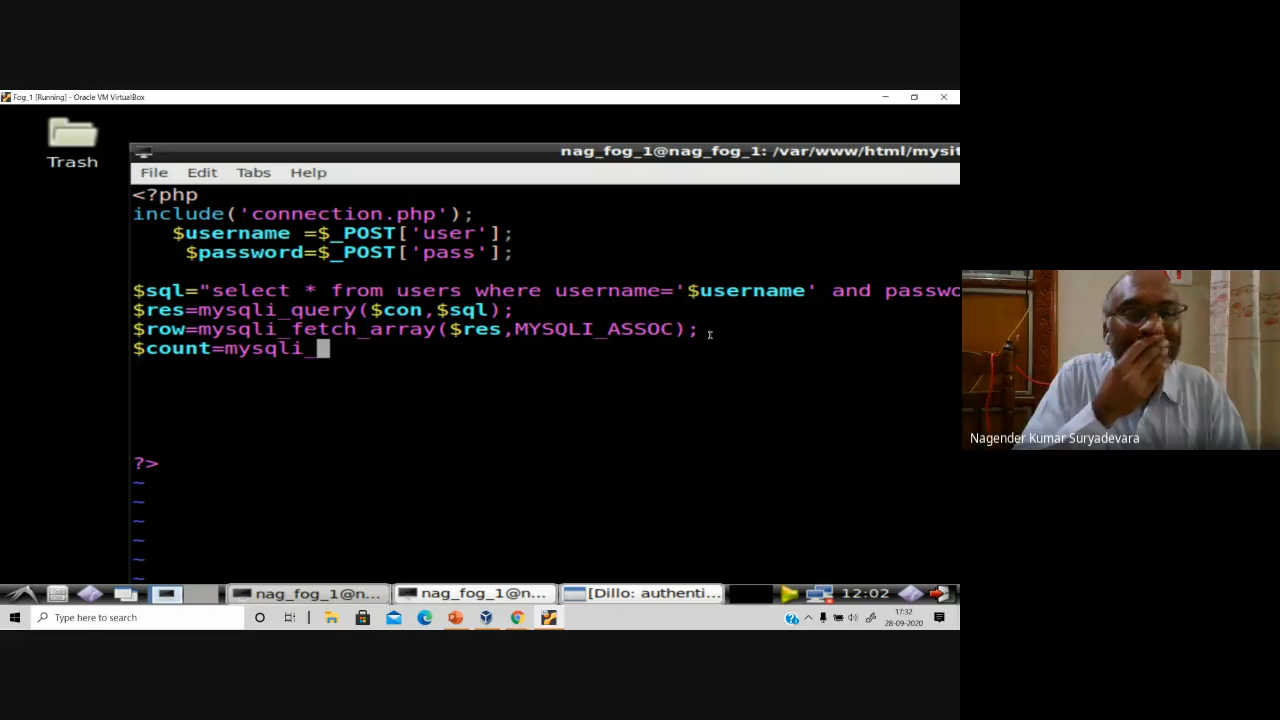 Fog_1 [Running] - Oracle VM VirtualBox
Trash
nag_fog_1@nag_fog_1: /var/www/html/mysit
File Edit Tabs Help
<?php
include('connection.php');
$username =$_POST['user'];
$password=$_POST['pass'];
$sql="select * from users where username='$username' and passwo
$res=mysqli_query($con,$sql);
$row=mysqli_fetch_array($res,MYSQLI_ASSOC);
$count=mysqli_
?>
~
~
~
~
~
~
Nagender Kumar Suryadevara
nag_fog_1@n... nag_fog_1@n... [Dillo: authenti... 12:02
Type here to search 17:32
28-09-2020